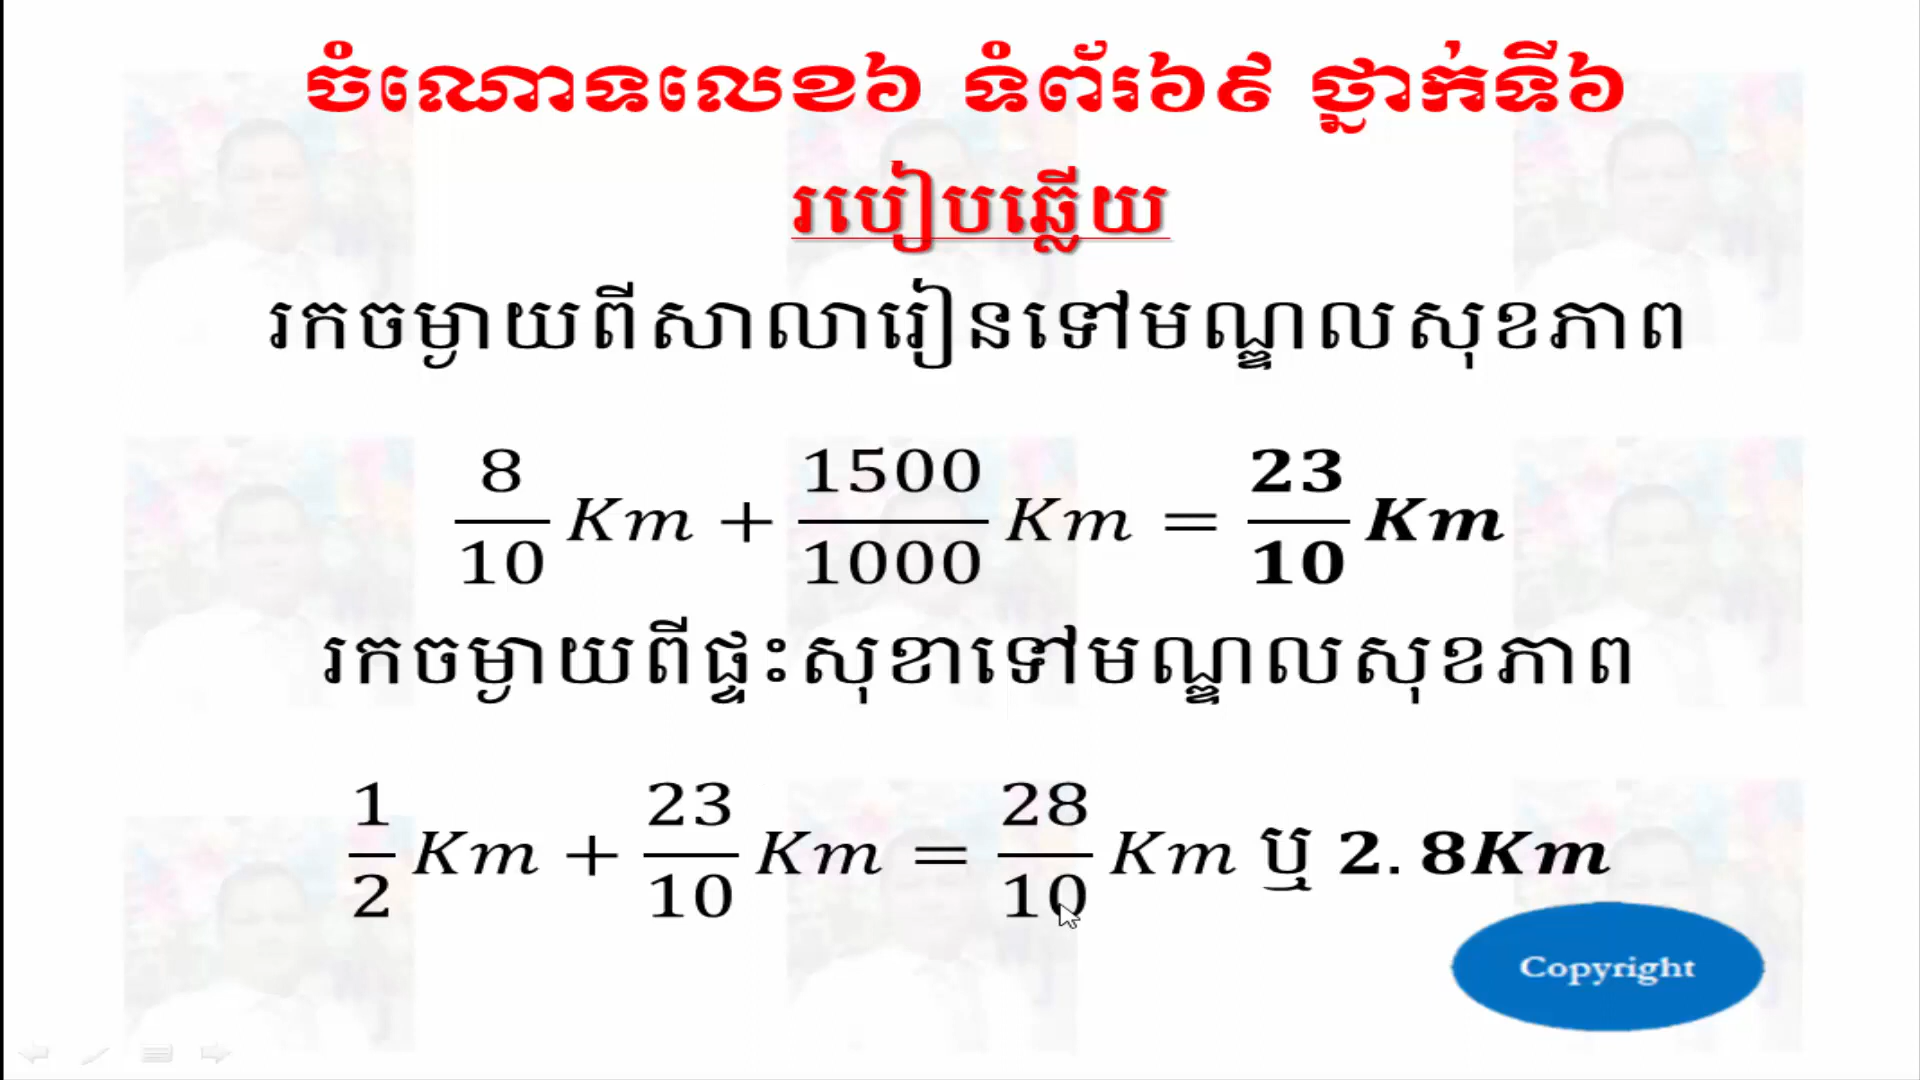 ចំណោទលេខ៦ ទំព័រ៦៩ ថ្នាក់ទី៦
របៀបឆ្លើយ
រកចម្ងាយពីសាលារៀនទៅមណ្ឌលសុខភាព
8/10 Km + 1500/1000 Km = 23/10 Km
រកចម្ងាយពីផ្ទះសុខាទៅមណ្ឌលសុខភាព
1/2 Km + 23/10 Km = 28/10 Km ឬ 2.8Km
Copyright